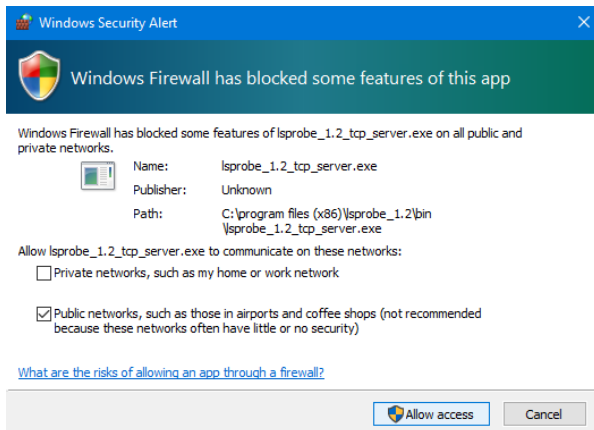 Windows Security Alert
Windows Firewall has blocked some features of this app
Windows Firewall has blocked some features of lsprobe_1.2_tcp_server.exe on all public and
private networks.
Name: lsprobe_1.2_tcp_server.exe
Publisher: Unknown
Path: C:\program files (x86)\lsprobe_1.2\bin
\lsprobe_1.2_tcp_server.exe
Allow lsprobe_1.2_tcp_server.exe to communicate on these networks:
Private networks, such as my home or work network
Public networks, such as those in airports and coffee shops (not recommended
because these networks often have little or no security)
What are the risks of allowing an app through a firewall?
Allow access Cancel